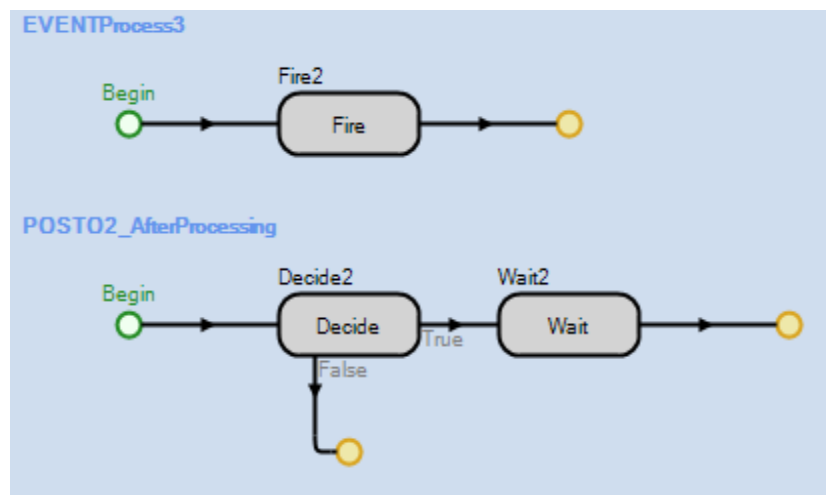 EVENTProcess3
Fire2
Begin
Fire
POSTO2_AfterProcessing
Decide2
Wait2
Begin
Decide
True
Wait
False